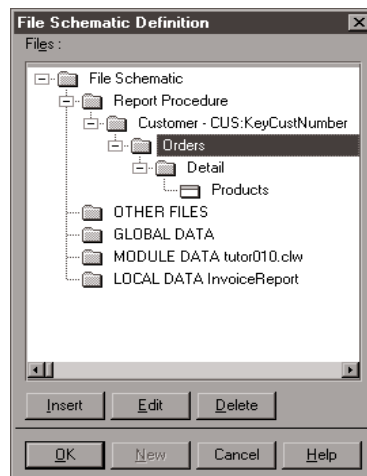 File Schematic Definition
Files :
File Schematic
Report Procedure
Customer - CUS:KeyCustNumber
Orders
Detail
Products
OTHER FILES
GLOBAL DATA
MODULE DATA tutor010.clw
LOCAL DATA InvoiceReport
Insert Edit Delete
OK New Cancel Help